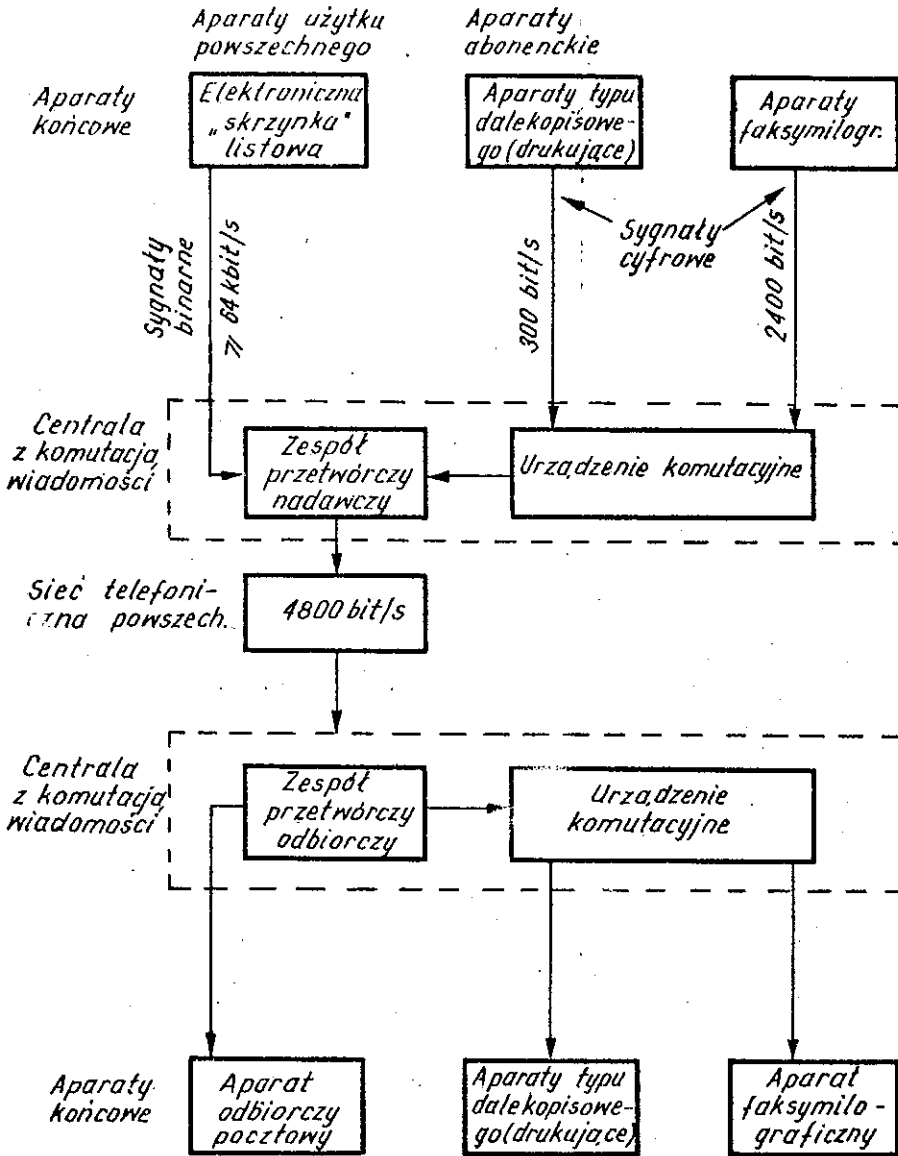 Aparaty użytku
powszechnego
Aparaty
abonenckie
Aparaty
końcowe
Elektroniczna
„skrzynka"
listowa
Aparaty typu
dalekopisowe-
go (drukujące)
Aparaty
faksymilogr.
Sygnały
binarne
⩾ 64 kbit/s
300 bit/s
Sygnały
cyfrowe
2400 bit/s
Centrala
z komutacją
wiadomości
Zespół
przetwórczy
nadawczy
Urządzenie komutacyjne
Sieć telefoni-
czna powszech.
4800 bit/s
Centrala
z komutacją
wiadomości
Zespół
przetwórczy
odbiorczy
Urządzenie
komutacyjne
Aparaty
końcowe
Aparat
odbiorczy
pocztowy
Aparaty typu
dalekopisowe-
go (drukujące)
Aparat
faksymilo-
graficzny